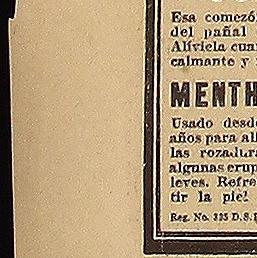 Esa comezó
del pañal
Alíviela cuan
calmante y
MENTH
Usado desde
años para ali
las rozadura
algunas erup
leves. Refre
tir la piel
Reg. No. 335 D.S.P